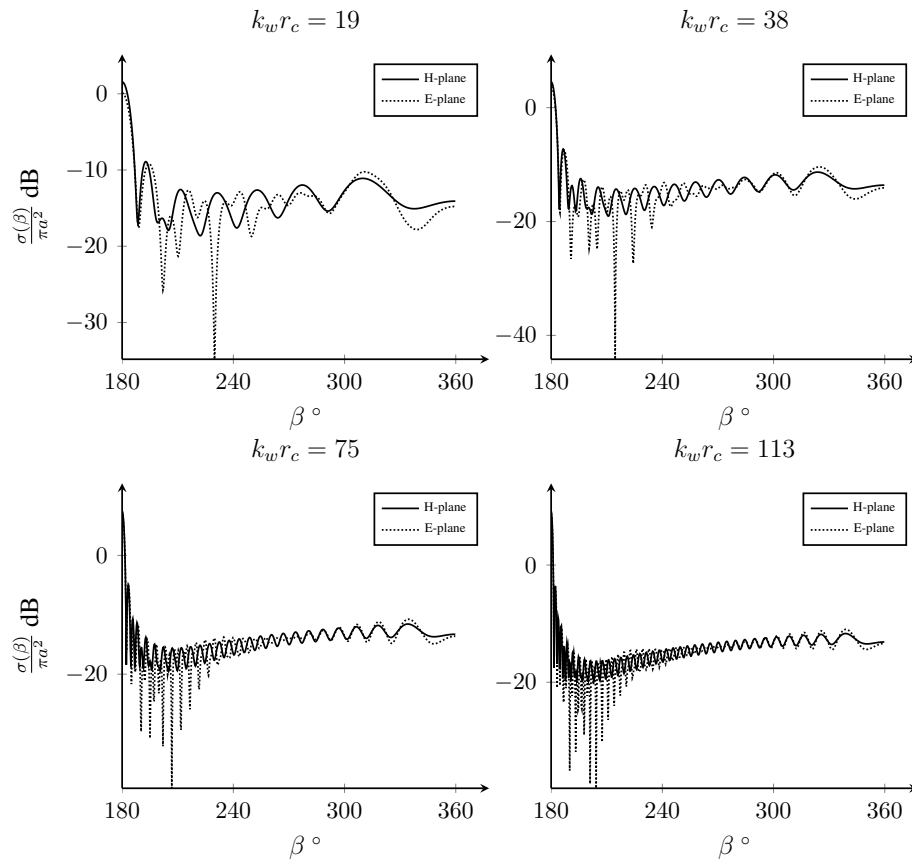 k_w r_c = 19
H-plane
E-plane
0
−10
−20
−30
σ(β)/πa² dB
180 240 300 360
β °
k_w r_c = 38
H-plane
E-plane
0
−20
−40
180 240 300 360
β °
k_w r_c = 75
H-plane
E-plane
0
−20
σ(β)/πa² dB
180 240 300 360
β °
k_w r_c = 113
H-plane
E-plane
0
−20
180 240 300 360
β °